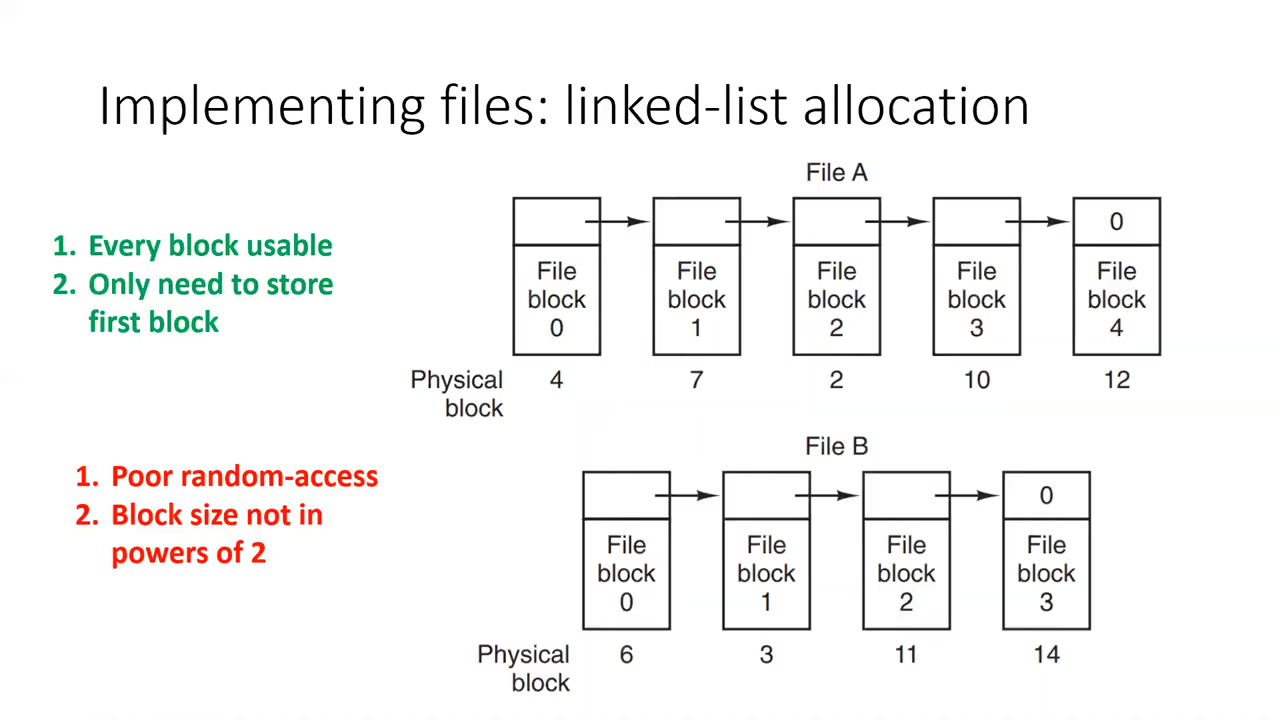 Implementing files: linked-list allocation
1. Every block usable
2. Only need to store
first block
1. Poor random-access
2. Block size not in
powers of 2
File A
0
File File File File File
block block block block block
0 1 2 3 4
Physical 4 7 2 10 12
block
File B
0
File File File File
block block block block
0 1 2 3
Physical 6 3 11 14
block